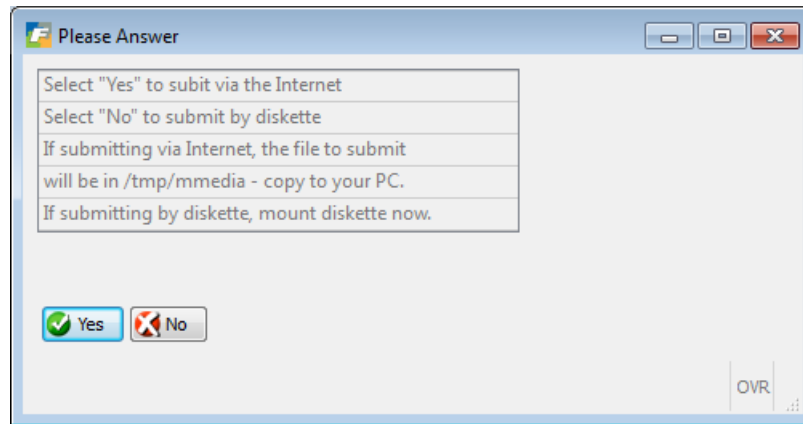 Please Answer
Select "Yes" to subit via the Internet
Select "No" to submit by diskette
If submitting via Internet, the file to submit
will be in /tmp/mmedia - copy to your PC.
If submitting by diskette, mount diskette now.
Yes No
OVR